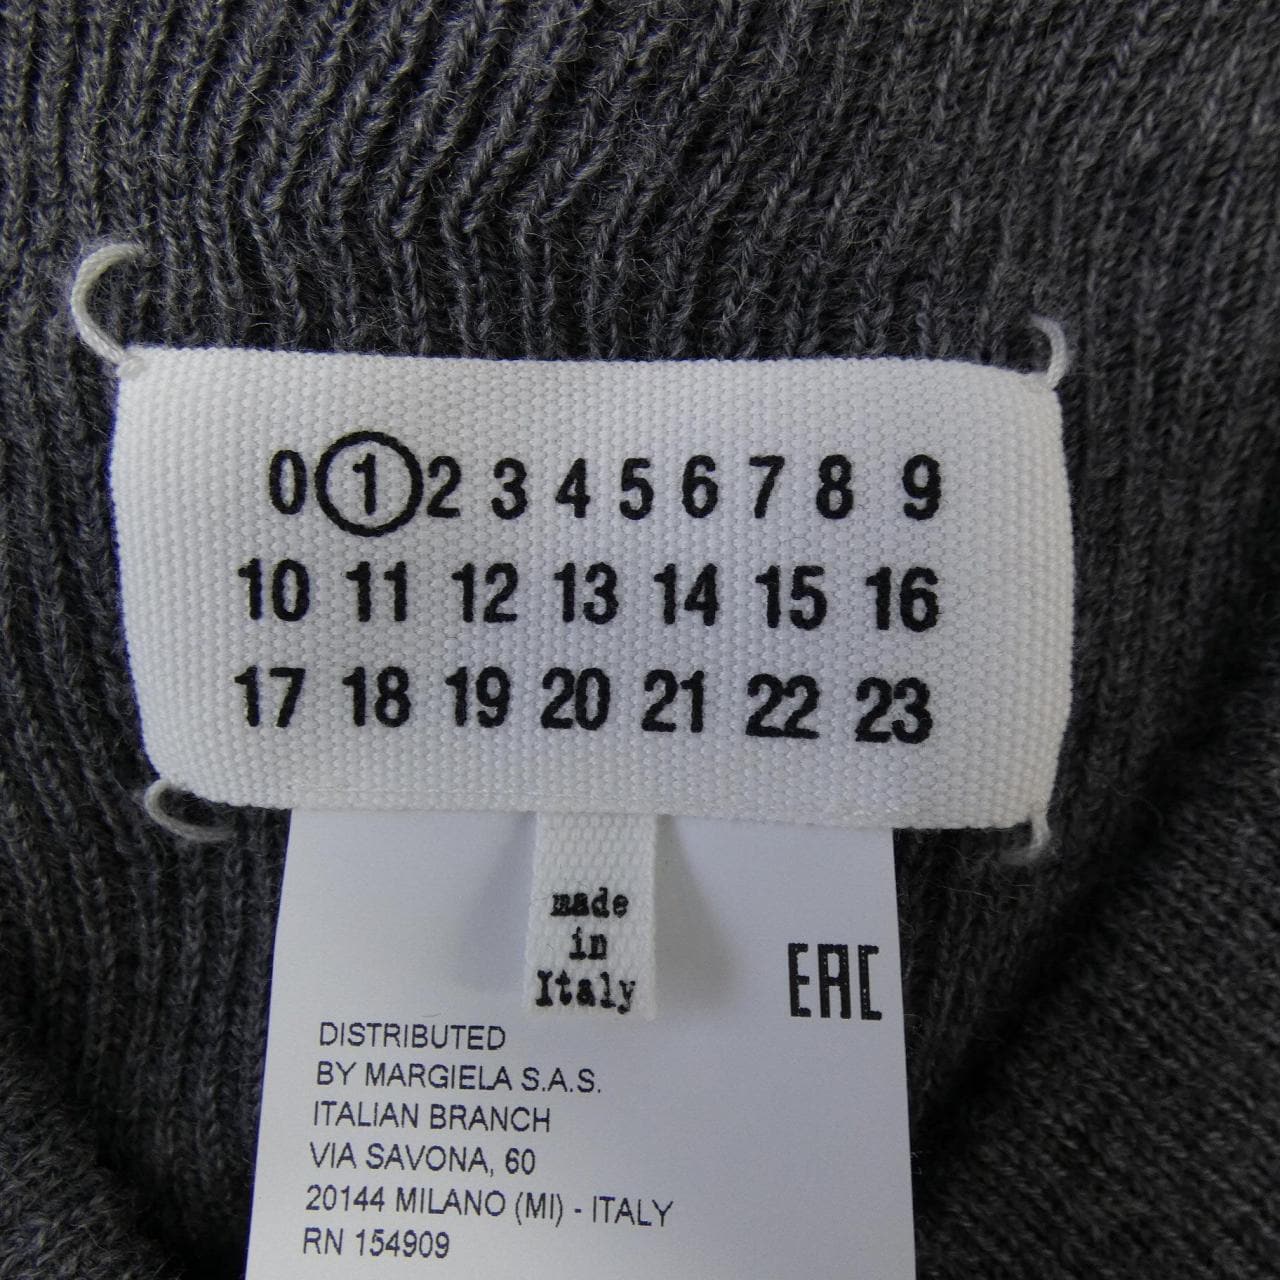 0 1 2 3 4 5 6 7 8 9
10 11 12 13 14 15 16
17 18 19 20 21 22 23
made
in
Italy
EAC
DISTRIBUTED
BY MARGIELA S.A.S.
ITALIAN BRANCH
VIA SAVONA, 60
20144 MILANO (MI) - ITALY
RN 154909